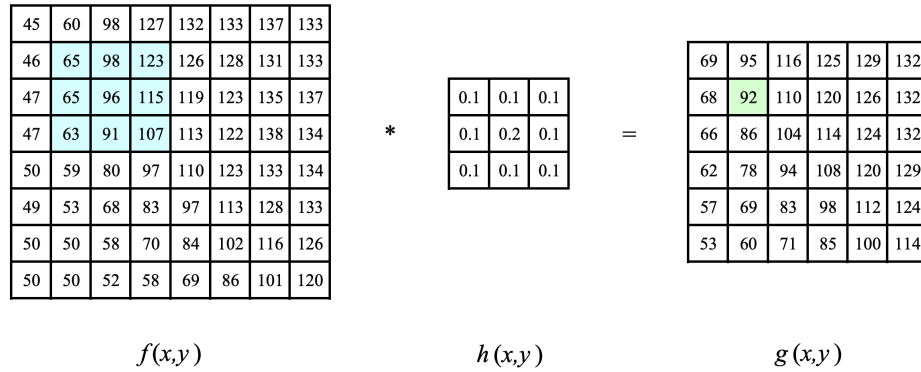 45 60 98 127 132 133 137 133
46 65 98 123 126 128 131 133
47 65 96 115 119 123 135 137
47 63 91 107 113 122 138 134
50 59 80 97 110 123 133 134
49 53 68 83 97 113 128 133
50 50 58 70 84 102 116 126
50 50 52 58 69 86 101 120
*
0.1 0.1 0.1
0.1 0.2 0.1
0.1 0.1 0.1
=
69 95 116 125 129 132
68 92 110 120 126 132
66 86 104 114 124 132
62 78 94 108 120 129
57 69 83 98 112 124
53 60 71 85 100 114
f(x,y)
h(x,y)
g(x,y)